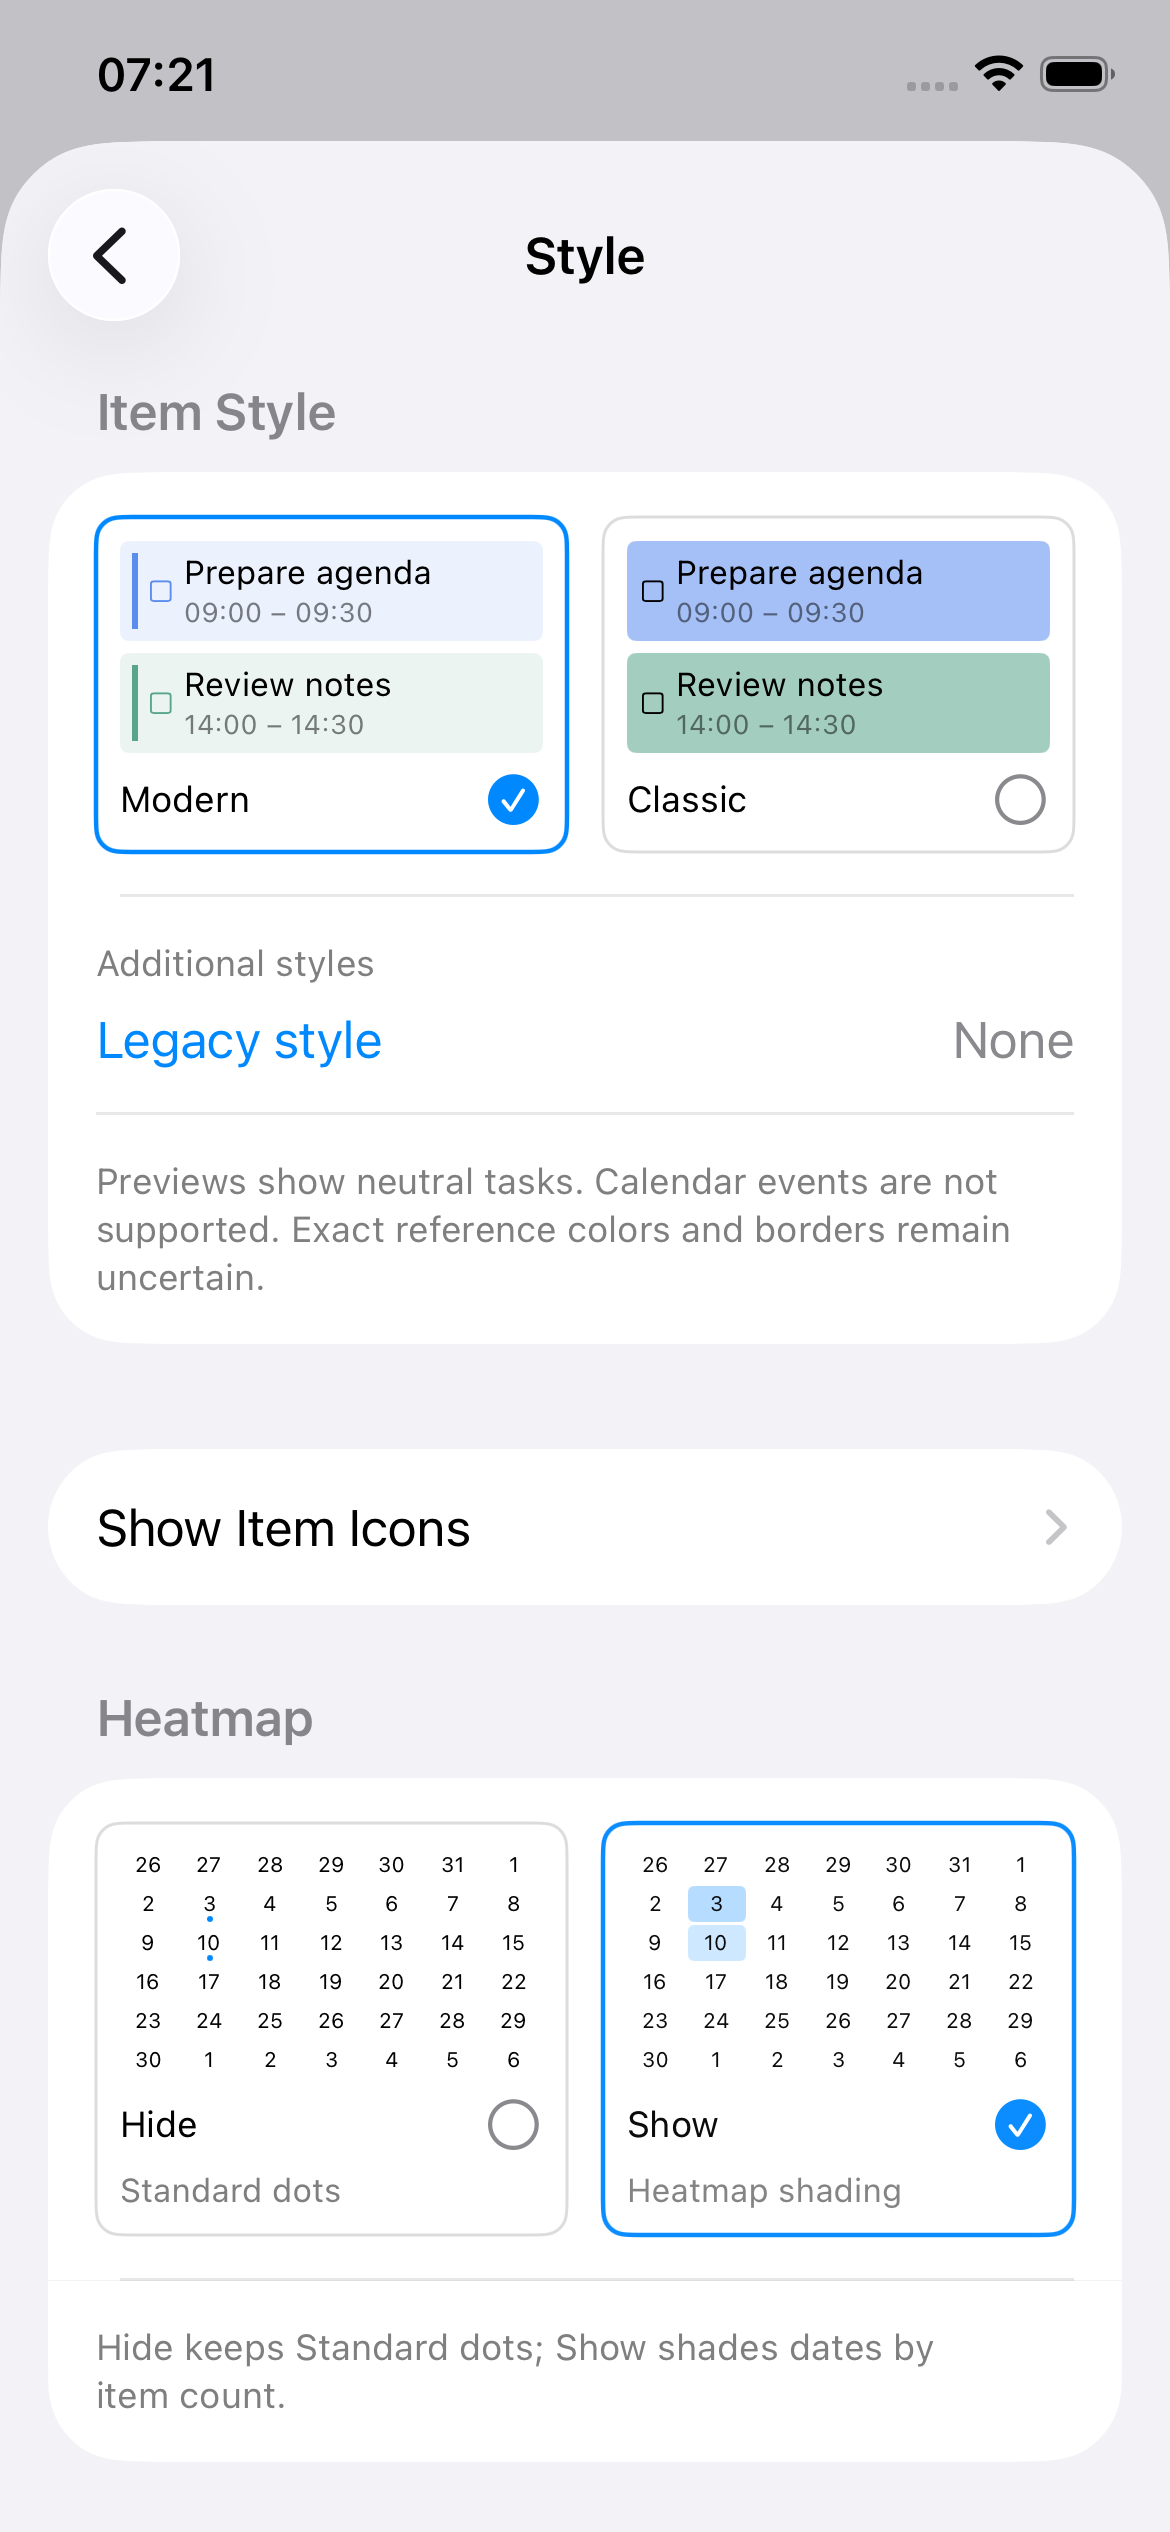 07:21
Style
Item Style
Prepare agenda
09:00 – 09:30
Review notes
14:00 – 14:30
Modern
Prepare agenda
09:00 – 09:30
Review notes
14:00 – 14:30
Classic
Additional styles
Legacy style None
Previews show neutral tasks. Calendar events are not
supported. Exact reference colors and borders remain
uncertain.
Show Item Icons
Heatmap
26 27 28 29 30 31 1
2 3 4 5 6 7 8
9 10 11 12 13 14 15
16 17 18 19 20 21 22
23 24 25 26 27 28 29
30 1 2 3 4 5 6
Hide
Standard dots
26 27 28 29 30 31 1
2 3 4 5 6 7 8
9 10 11 12 13 14 15
16 17 18 19 20 21 22
23 24 25 26 27 28 29
30 1 2 3 4 5 6
Show
Heatmap shading
Hide keeps Standard dots; Show shades dates by
item count.